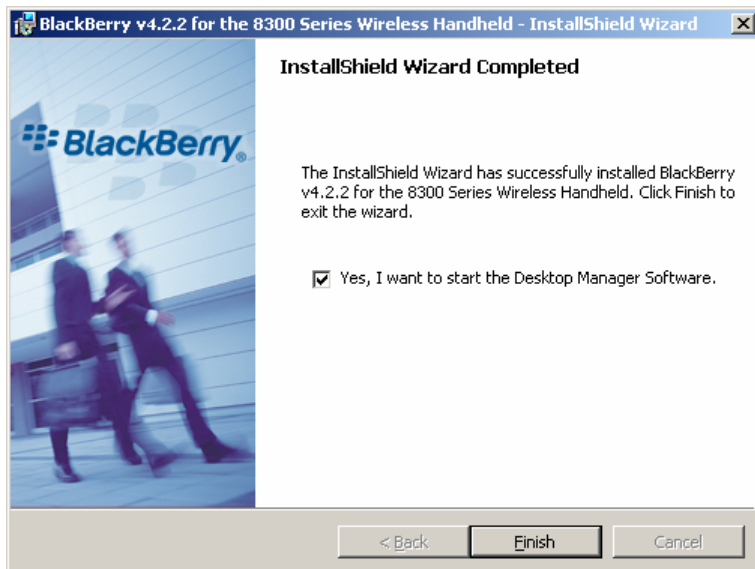 BlackBerry v4.2.2 for the 8300 Series Wireless Handheld - InstallShield Wizard
InstallShield Wizard Completed
BlackBerry®
The InstallShield Wizard has successfully installed BlackBerry
v4.2.2 for the 8300 Series Wireless Handheld. Click Finish to
exit the wizard.
Yes, I want to start the Desktop Manager Software.
< Back
Finish
Cancel